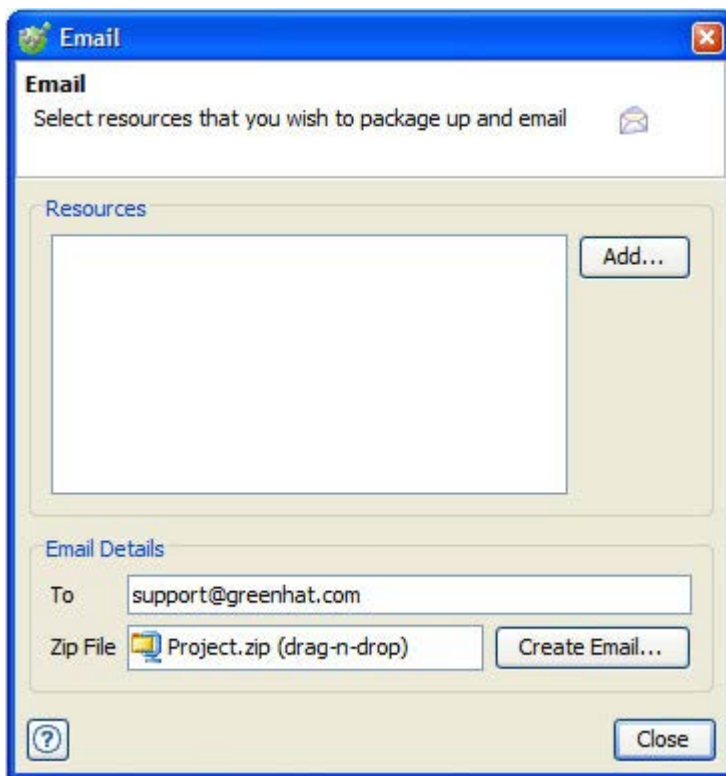 Email
Email
Select resources that you wish to package up and email
Resources
Add...
Email Details
To support@greenhat.com
Zip File Project.zip (drag-n-drop) Create Email...
? Close